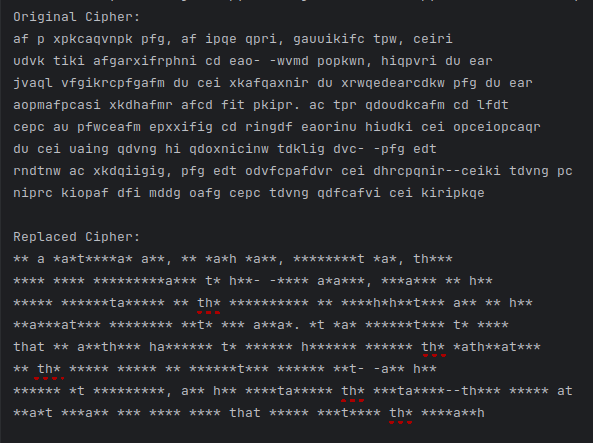 Original Cipher:
af p xpkcaqvnpk pfg, af ipqe qpri, gauuikifc tpw, ceiri
udvk tiki afgarxifrphni cd eao- -wvmd popkwn, hiqpvri du ear
jvaql vfgikrcpfgafm du cei xkafqaxnir du xrwqedearcdkw pfg du ear
aopmafpcasi xkdhafmr afcd fit pkipr. ac tpr qdoudkcafm cd lfdt
cepc au pfwceafm epxxifig cd ringdf eaorinu hiudki cei opceiopcaqr
du cei uaing qdvng hi qdoxnicinw tdklig dvc- -pfg edt
rndtnw ac xkdqiigig, pfg edt odvfcpafdvr cei dhrcpqnir--ceiki tdvng pc
niprc kiopaf dfi mddg oafg cepc tdvng qdfcafvi cei kiripkqe

Replaced Cipher:
** a *a*t****a* a**, ** *a*h *a**, ********t *a*, th***
**** **** *********a*** t* h**- -**** a*a***, ***a*** ** h**
***** ******ta***** ** th* ********** ** ****h*h**t*** a** ** h**
**a***at*** ******** **t* *** a**a*. *t *a* ******t*** t* ****
that ** a**th*** ha****** t* ****** h****** ****** th* *ath**at***
** th* ***** ***** ** ******t*** ****** **t- -a** h**
****** *t *********, a** h** ****ta***** th* ***ta****--th*** ***** at
**a*t ***a** *** **** **** that ***** ***t**** th* ****a**h